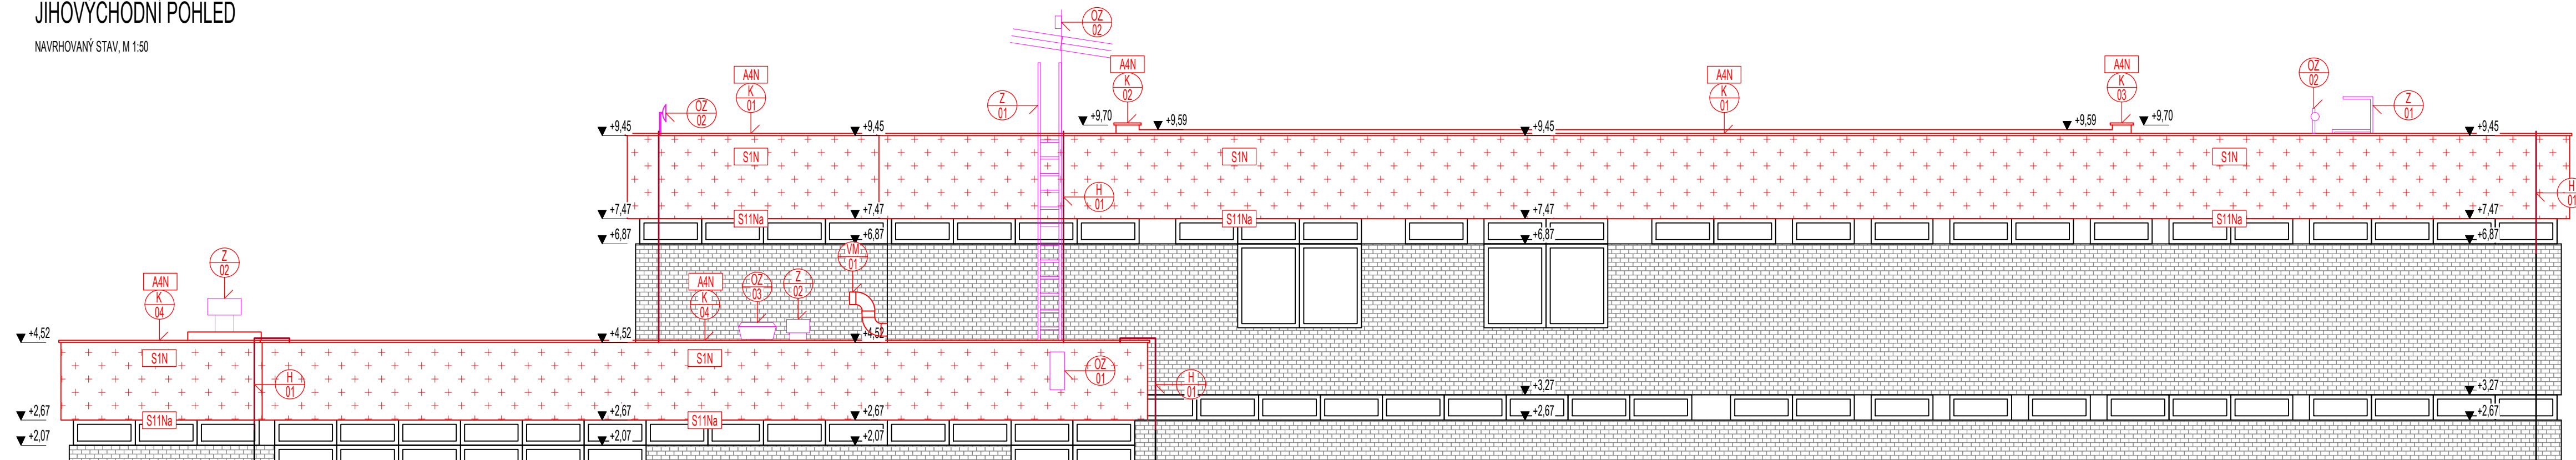 JIHOVÝCHODNÍ POHLED
NAVRHOVANÝ STAV, M 1:50
OZ
02
A4N
K
01
A4N
K
02
A4N
K
01
A4N
K
03
OZ
02
Z
01
OZ
02
Z
01
+9,70
+9,59
+9,59
+9,70
+9,45
+9,45
+9,45
+9,45
S1N
S1N
S1N
H
01
H
01
+7,47
S11Na
+7,47
S11Na
+7,47
S11Na
+7,47
+6,87
+6,87
+6,87
+6,87
Z
02
VM
01
A4N
K
04
A4N
K
04
OZ
03
Z
02
+4,52
+4,52
+4,52
S1N
S1N
OZ
01
H
01
H
01
+3,27
+3,27
+2,67
S11Na
+2,67
S11Na
+2,67
+2,67
+2,67
+2,07
+2,07
+2,07